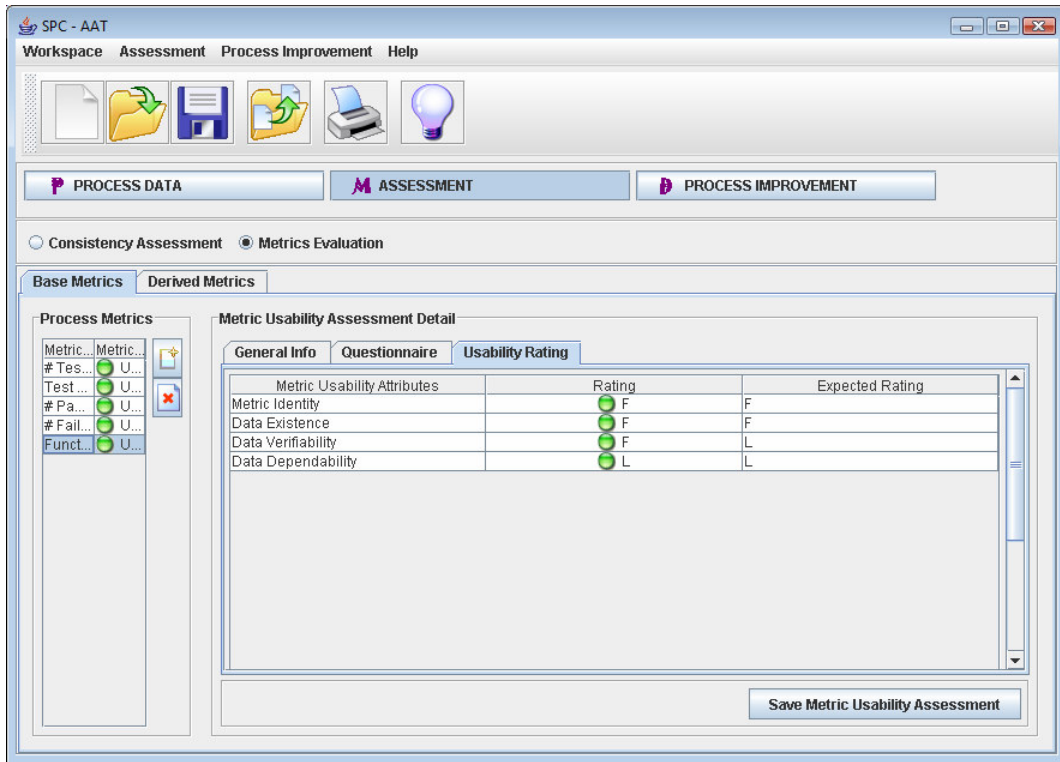 SPC - AAT
Workspace Assessment Process Improvement Help
P PROCESS DATA M ASSESSMENT PROCESS IMPROVEMENT
Consistency Assessment Metrics Evaluation
Base Metrics Derived Metrics
Process Metrics
Metric... Metric...
# Tes... U...
Test ... U...
# Pa... U...
# Fail... U...
Funct... U...
Metric Usability Assessment Detail
General Info Questionnaire Usability Rating
Metric Usability Attributes Rating Expected Rating
Metric Identity F F
Data Existence F F
Data Verifiability F L
Data Dependability L L
Save Metric Usability Assessment